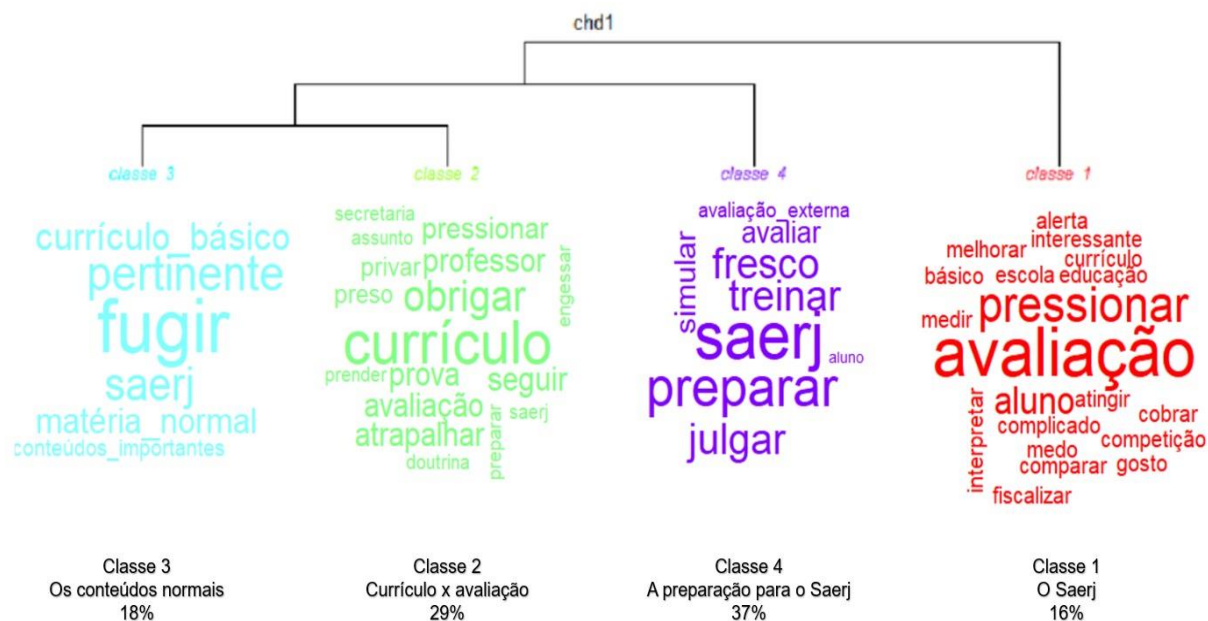 chd1
classe 3
classe 2
classe 4
classe 1
currículo_básico
pertinente
fugir
saerj
matéria_normal
conteúdos_importantes
secretaria
assunto
pressionar
privar
professor
preso
obrigar
engessar
currículo
prender
prova
seguir
avaliação
saerj
atrapalhar
preparar
doutrina
avaliação_externa
avaliar
simular
fresco
treinar
saerj
aluno
preparar
julgar
alerta
interessante
melhorar
currículo
básico
escola
educação
pressionar
medir
avaliação
aluno
atingir
cobrar
complicado
interpretar
competição
medo
comparar
gosto
fiscalizar
Classe 3
Os conteúdos normais
18%
Classe 2
Currículo x avaliação
29%
Classe 4
A preparação para o Saerj
37%
Classe 1
O Saerj
16%